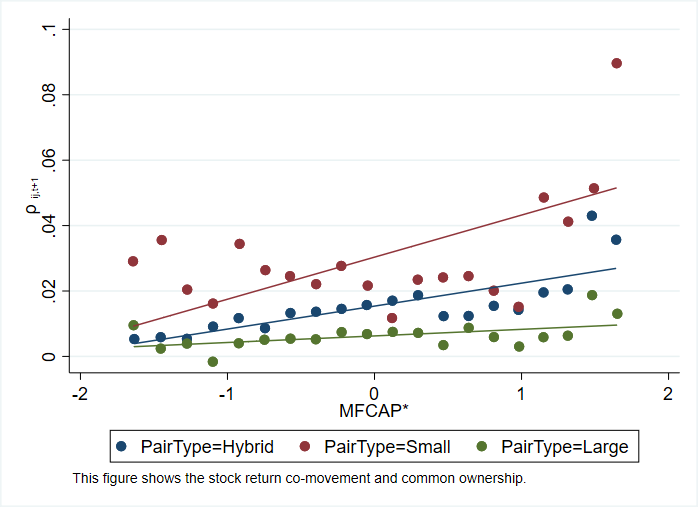 .1
.08
.06
.04
.02
0
ρ ij,t+1
-2 -1 0 1 2
MFCAP*
PairType=Hybrid PairType=Small PairType=Large
This figure shows the stock return co-movement and common ownership.